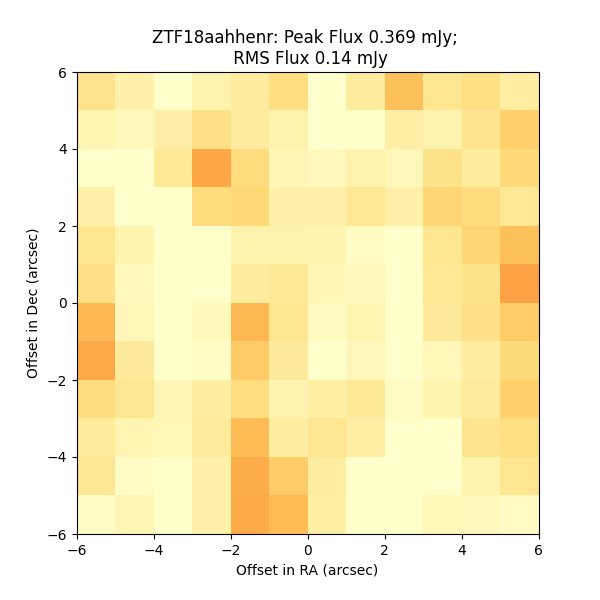 ZTF18aahhenr: Peak Flux 0.369 mJy;
RMS Flux 0.14 mJy
6
4
2
0
−2
−4
−6
Offset in Dec (arcsec)
−6 −4 −2 0 2 4 6
Offset in RA (arcsec)